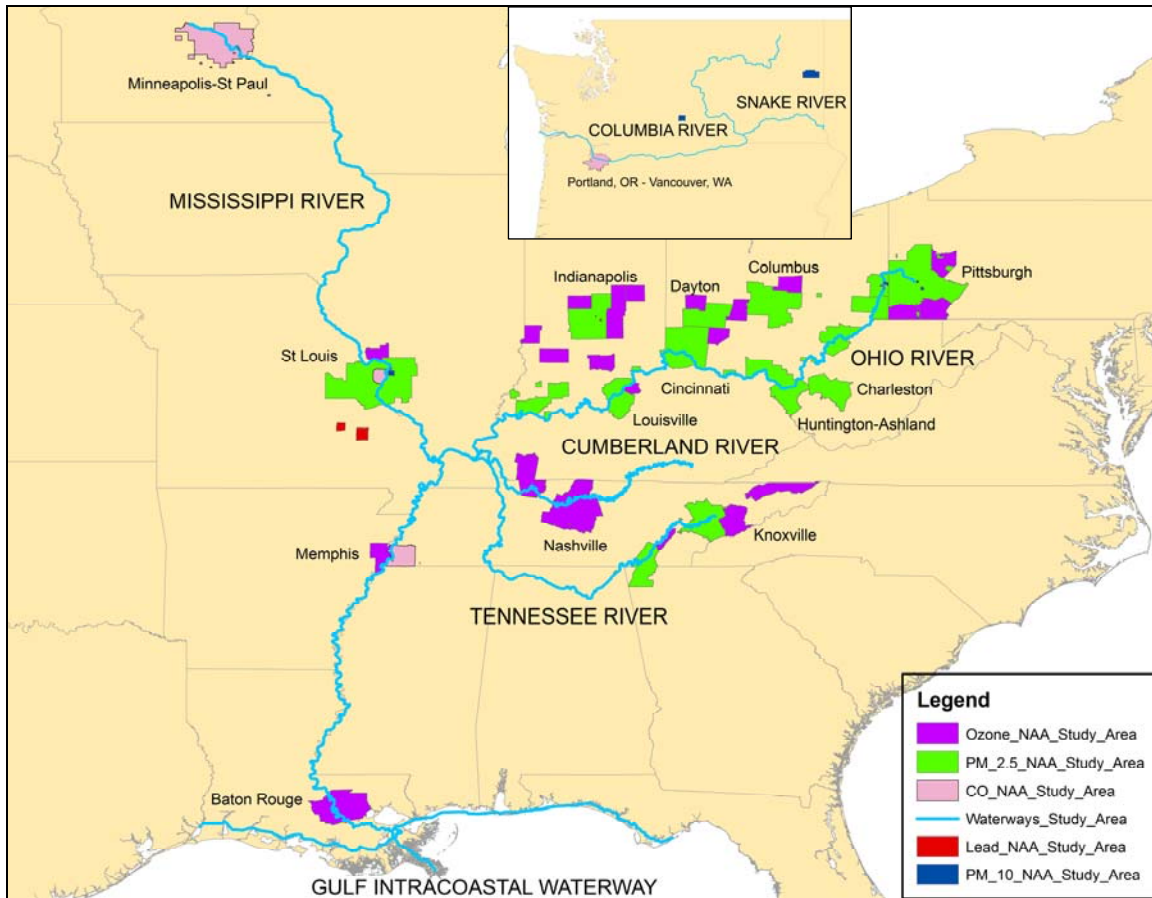 Minneapolis-St Paul
SNAKE RIVER
COLUMBIA RIVER
Portland, OR - Vancouver, WA
MISSISSIPPI RIVER
Indianapolis
Dayton
Columbus
Pittsburgh
St Louis
OHIO RIVER
Cincinnati
Charleston
Louisville
Huntington-Ashland
CUMBERLAND RIVER
Nashville
Knoxville
Memphis
TENNESSEE RIVER
Baton Rouge
GULF INTRACOASTAL WATERWAY
Legend
Ozone_NAA_Study_Area
PM_2.5_NAA_Study_Area
CO_NAA_Study_Area
Waterways_Study_Area
Lead_NAA_Study_Area
PM_10_NAA_Study_Area